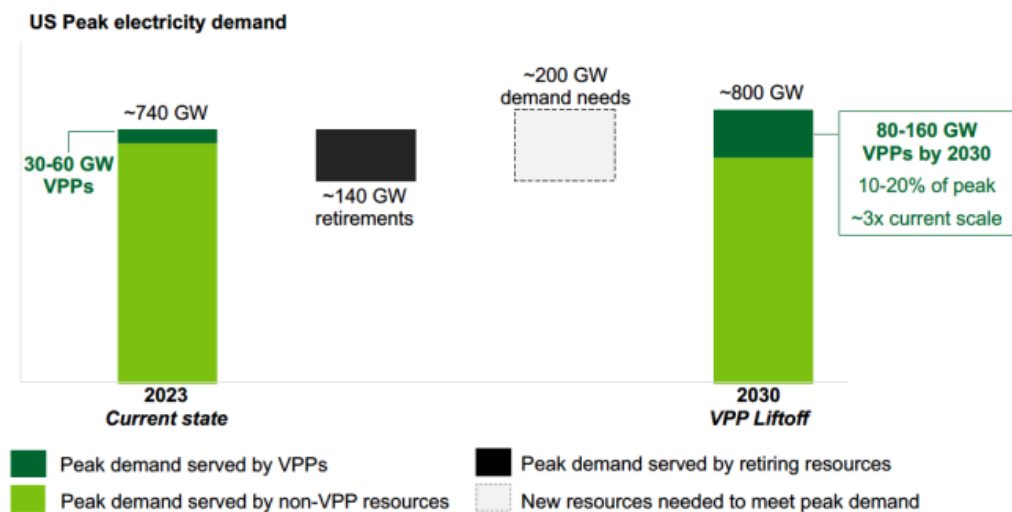 US Peak electricity demand
~740 GW
30-60 GW
VPPs
~140 GW
retirements
~200 GW
demand needs
~800 GW
80-160 GW
VPPs by 2030
10-20% of peak
~3x current scale
2023
Current state
2030
VPP Liftoff
Peak demand served by VPPs
Peak demand served by retiring resources
Peak demand served by non-VPP resources
New resources needed to meet peak demand